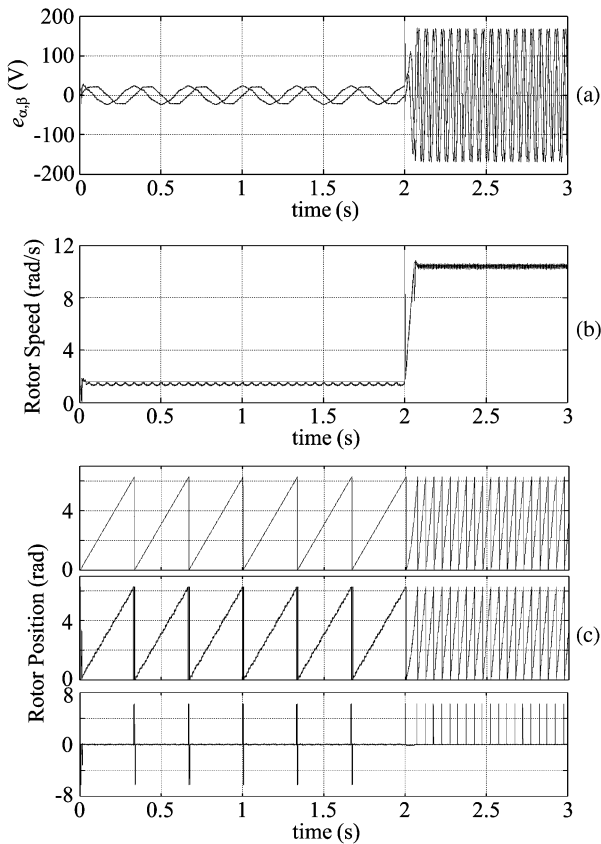 200
100
0
-100
-200
e α,β (V)
0 0.5 1 1.5 2 2.5 3
time (s)
(a)
12
8
4
0
Rotor Speed (rad/s)
0 0.5 1 1.5 2 2.5 3
time (s)
(b)
4
0
4
0
8
0
-8
Rotor Position (rad)
(c)
0 0.5 1 1.5 2 2.5 3
time (s)